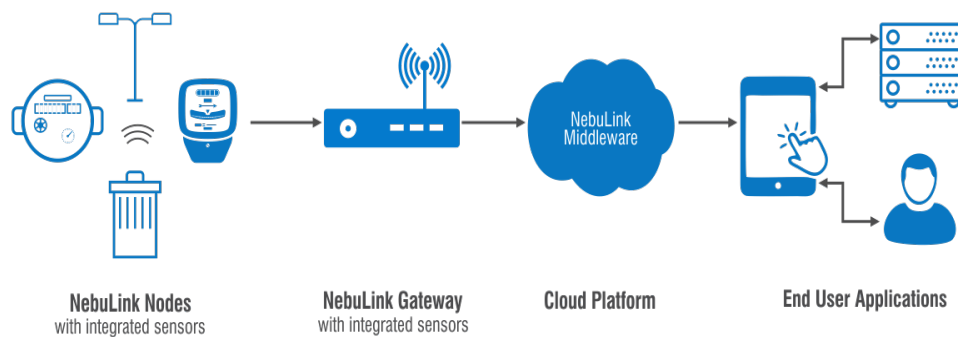 NebuLink
Middleware
NebuLink Nodes
with integrated sensors
NebuLink Gateway
with integrated sensors
Cloud Platform
End User Applications